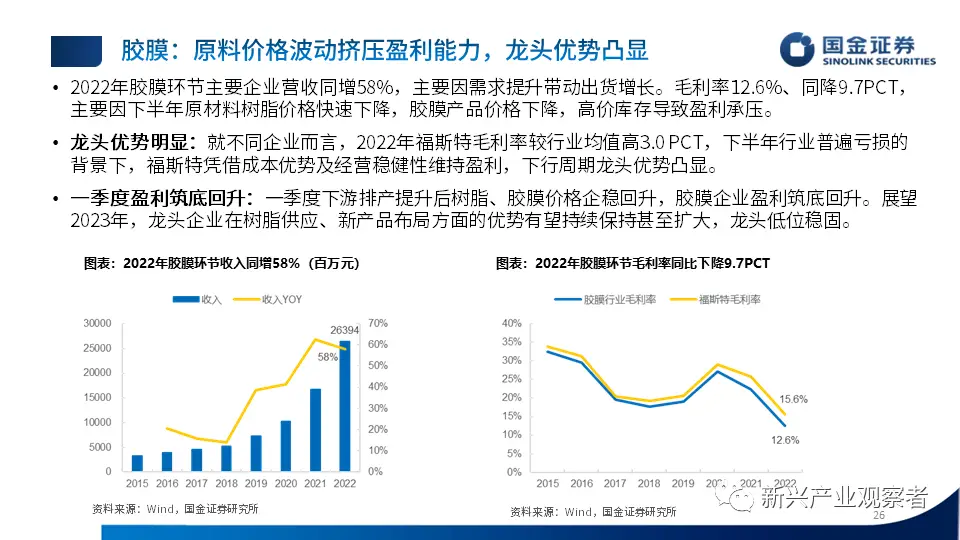 胶膜：原料价格波动挤压盈利能力，龙头优势凸显
国金证券
SINOLINK SECURITIES
• 2022年胶膜环节主要企业营收同增58%，主要因需求提升带动出货增长。毛利率12.6%、同降9.7PCT，
主要因下半年原材料树脂价格快速下降，胶膜产品价格下降，高价库存导致盈利承压。
• 龙头优势明显：就不同企业而言，2022年福斯特毛利率较行业均值高3.0 PCT，下半年行业普遍亏损的
背景下，福斯特凭借成本优势及经营稳健性维持盈利，下行周期龙头优势凸显。
• 一季度盈利筑底回升：一季度下游排产提升后树脂、胶膜价格企稳回升，胶膜企业盈利筑底回升。展望
2023年，龙头企业在树脂供应、新产品布局方面的优势有望持续保持甚至扩大，龙头低位稳固。
图表：2022年胶膜环节收入同增58%（百万元）
收入 收入YOY
30000
25000
20000
15000
10000
5000
0
70%
60%
50%
40%
30%
20%
10%
0%
26394
58%
2015 2016 2017 2018 2019 2020 2021 2022
资料来源：Wind，国金证券研究所
图表：2022年胶膜环节毛利率同比下降9.7PCT
胶膜行业毛利率 福斯特毛利率
40%
35%
30%
25%
20%
15%
10%
5%
0%
15.6%
12.6%
2015 2016 2017 2018 2019 2020 2021 2022
资料来源：Wind，国金证券研究所
新兴产业观察者
26